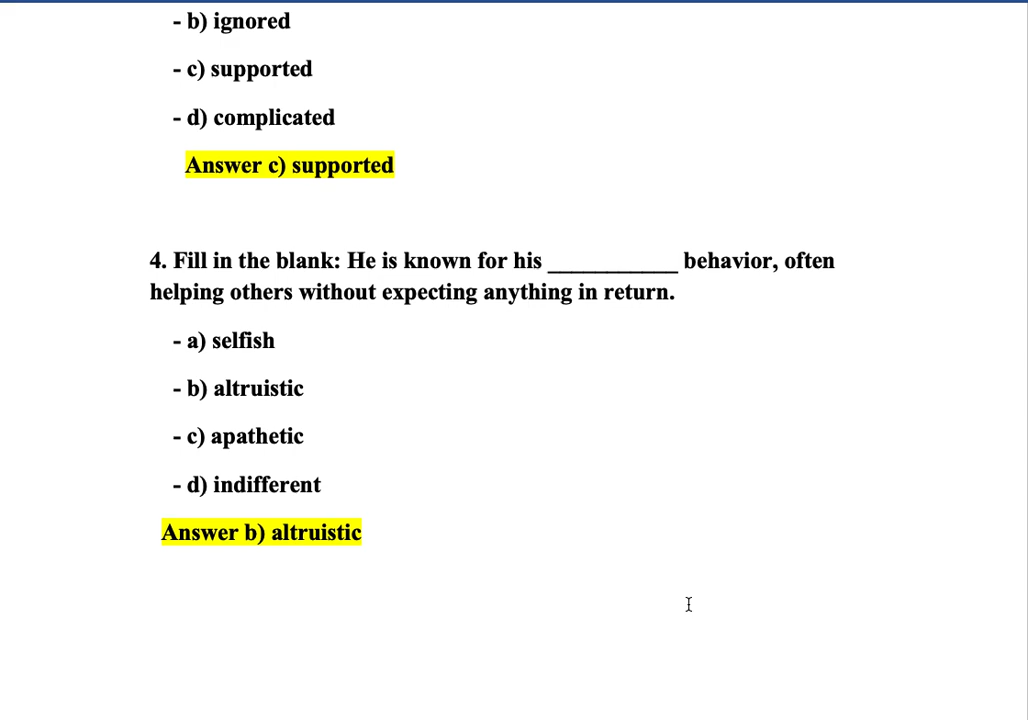 - b) ignored
- c) supported
- d) complicated
Answer c) supported
4. Fill in the blank: He is known for his ___________ behavior, often
helping others without expecting anything in return.
- a) selfish
- b) altruistic
- c) apathetic
- d) indifferent
Answer b) altruistic